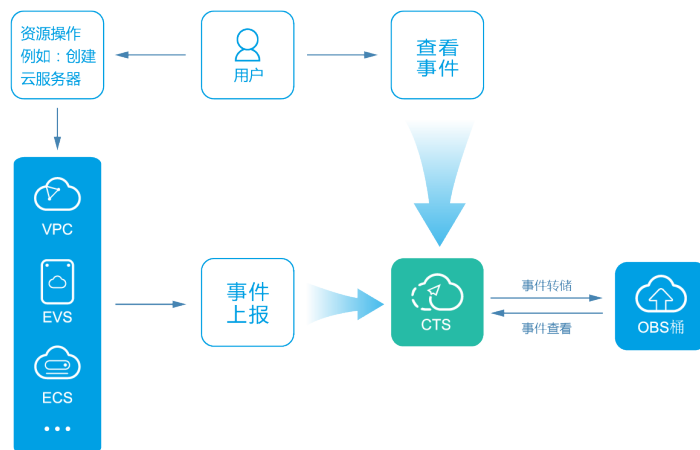 资源操作
例如：创建
云服务器
用户
查看
事件
VPC
EVS
ECS
事件
上报
CTS
事件转储
事件查看
OBS桶